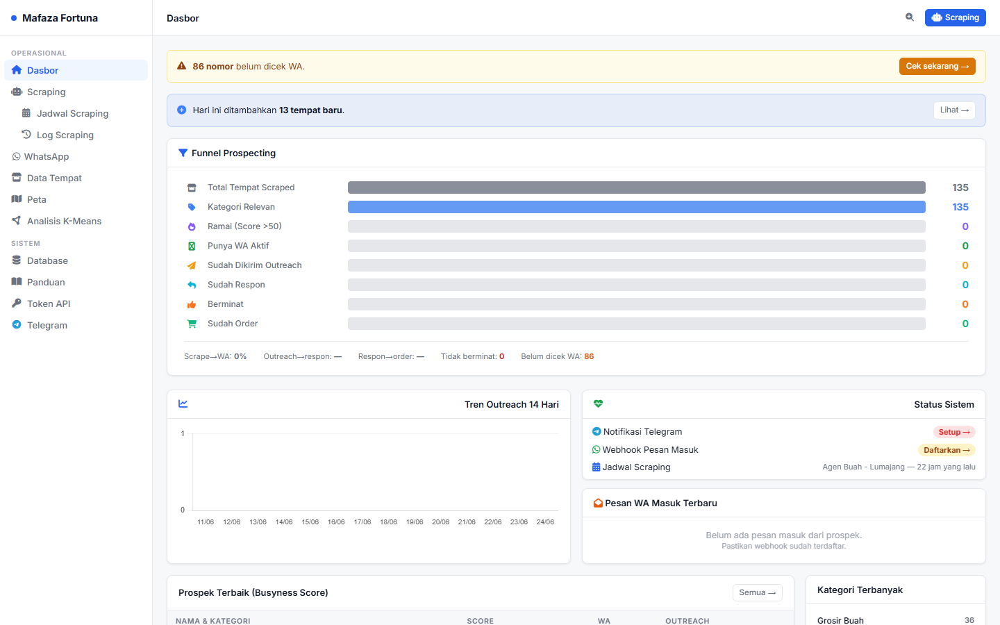 Mafaza Fortuna
Dasbor
Scraping
OPERASIONAL
Dasbor
Scraping
Jadwal Scraping
Log Scraping
WhatsApp
Data Tempat
Peta
Analisis K-Means
SISTEM
Database
Panduan
Token API
Telegram
86 nomor belum dicek WA.
Cek sekarang →
Hari ini ditambahkan 13 tempat baru.
Lihat →
Funnel Prospecting
Total Tempat Scraped 135
Kategori Relevan 135
Ramai (Score >50) 0
Punya WA Aktif 0
Sudah Dikirim Outreach 0
Sudah Respon 0
Berminat 0
Sudah Order 0
Scrape→WA: 0% Outreach→respon: — Respon→order: — Tidak berminat: 0 Belum dicek WA: 86
Tren Outreach 14 Hari
1
0
11/06 12/06 13/06 14/06 15/06 16/06 17/06 18/06 19/06 20/06 21/06 22/06 23/06 24/06
Status Sistem
Notifikasi Telegram Setup →
Webhook Pesan Masuk Daftarkan →
Jadwal Scraping Agen Buah - Lumajang — 22 jam yang lalu
Pesan WA Masuk Terbaru
Belum ada pesan masuk dari prospek.
Pastikan webhook sudah terdaftar.
Prospek Terbaik (Busyness Score)
Semua →
NAMA & KATEGORI SCORE WA OUTREACH
Kategori Terbanyak
Grosir Buah 36